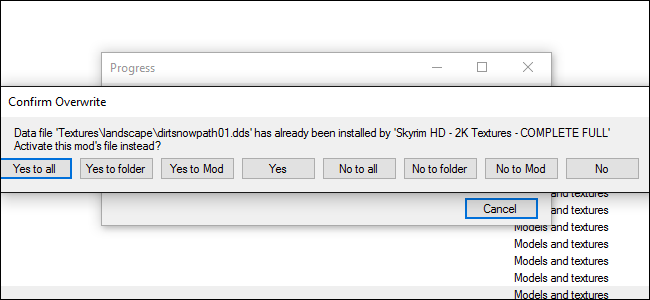 Progress
Confirm Overwrite
Data file 'Textures\landscape\dirtsnowpath01.dds' has already been installed by 'Skyrim HD - 2K Textures - COMPLETE FULL'
Activate this mod's file instead?
Yes to all
Yes to folder
Yes to Mod
Yes
No to all
No to folder
No to Mod
No
Models and textures
Cancel
and textures
Models and textures
Models and textures
Models and textures
Models and textures
Models and textures